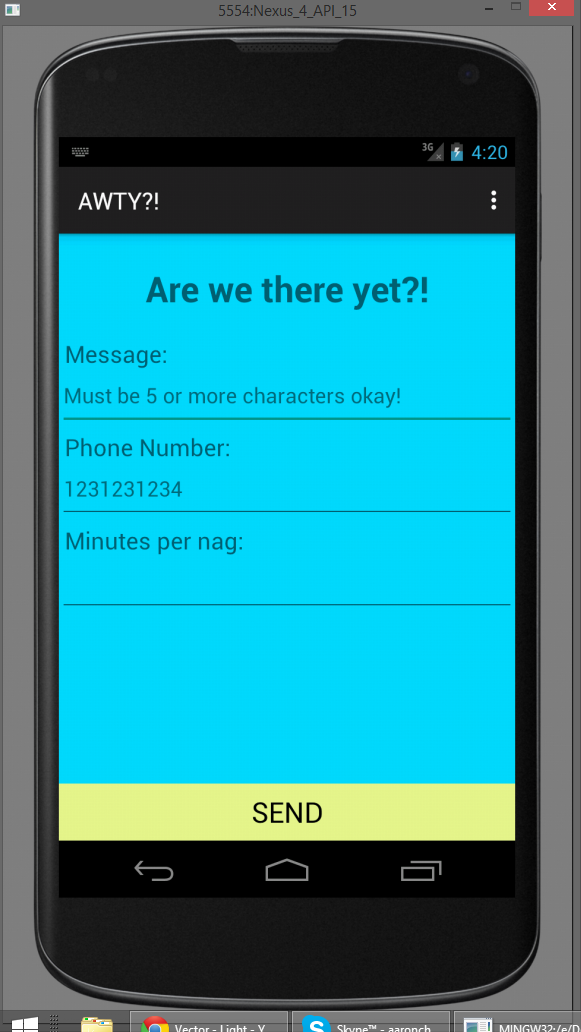 5554:Nexus_4_API_15
3G 4:20
AWTY?!
Are we there yet?!
Message:
Must be 5 or more characters okay!
Phone Number:
1231231234
Minutes per nag:
SEND
Vector - Light - Y
Skype™ - aaronch
MINGW32:/e/D